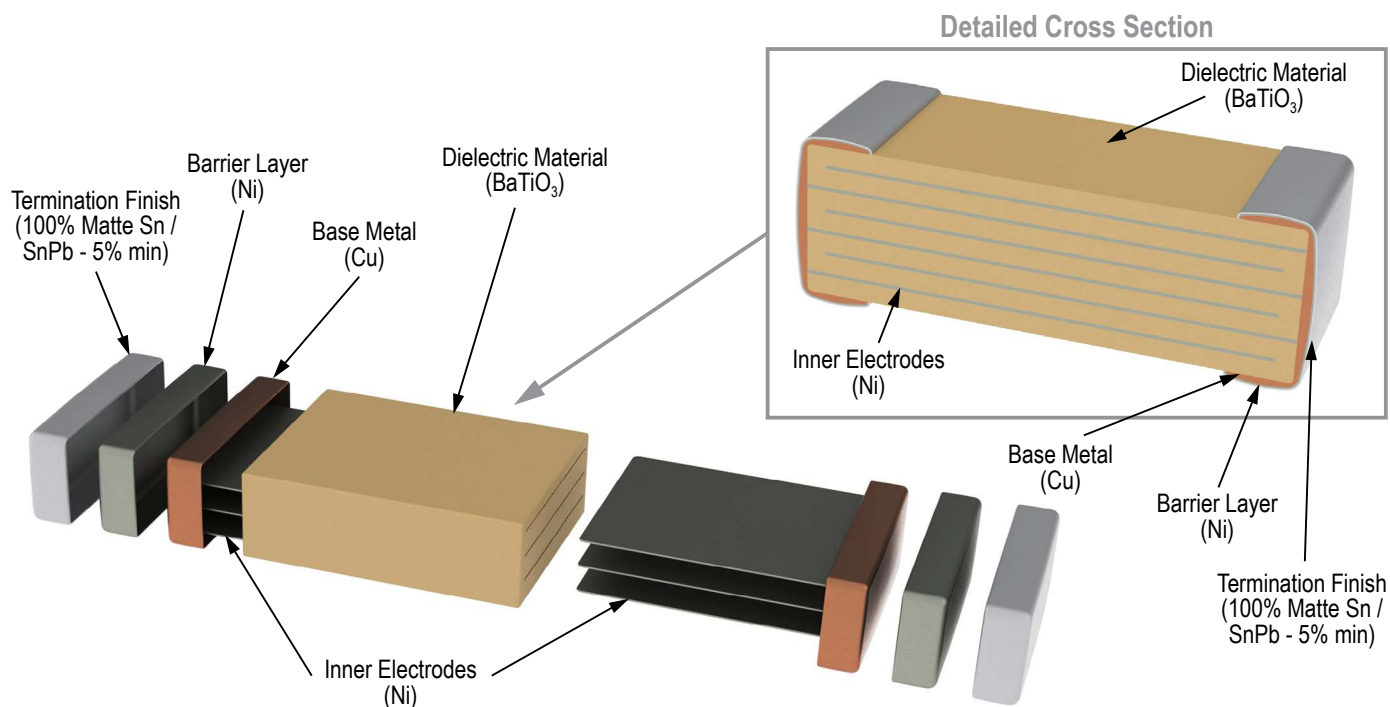 Detailed Cross Section
Dielectric Material
(BaTiO₃)
Inner Electrodes
(Ni)
Base Metal
(Cu)
Barrier Layer
(Ni)
Termination Finish
(100% Matte Sn /
SnPb - 5% min)
Termination Finish
(100% Matte Sn /
SnPb - 5% min)
Barrier Layer
(Ni)
Base Metal
(Cu)
Dielectric Material
(BaTiO₃)
Inner Electrodes
(Ni)